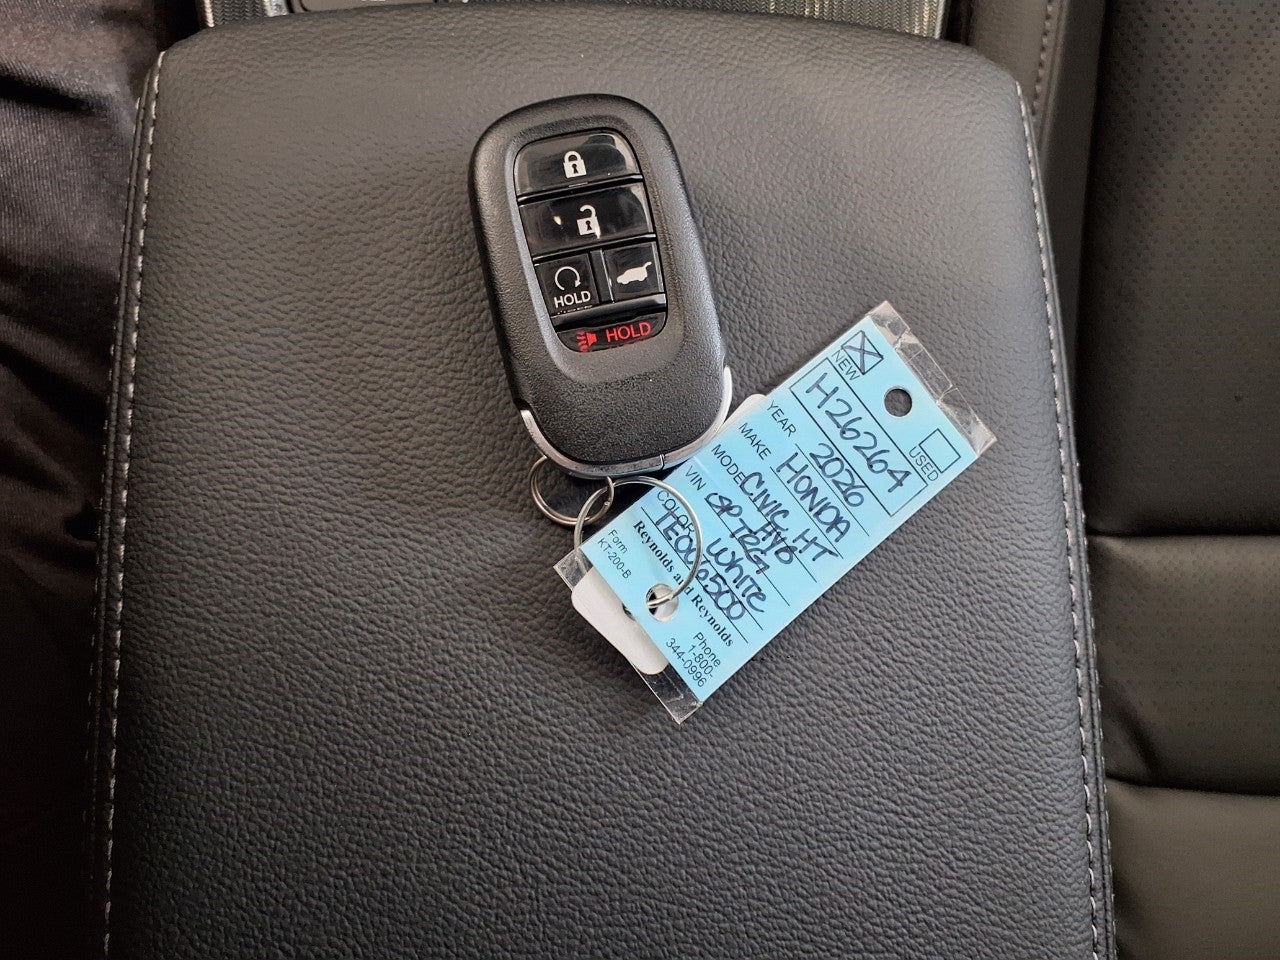 HOLD
HOLD
NEW
USED
H26264
YEAR 2026
MAKE HONDA
MODEL CIVIC HT
HYB
VIN SP TRG
COLOR WHITE
TE006500
Reynolds and Reynolds
Form
KT-200-B
Phone
1-800-
344-0996